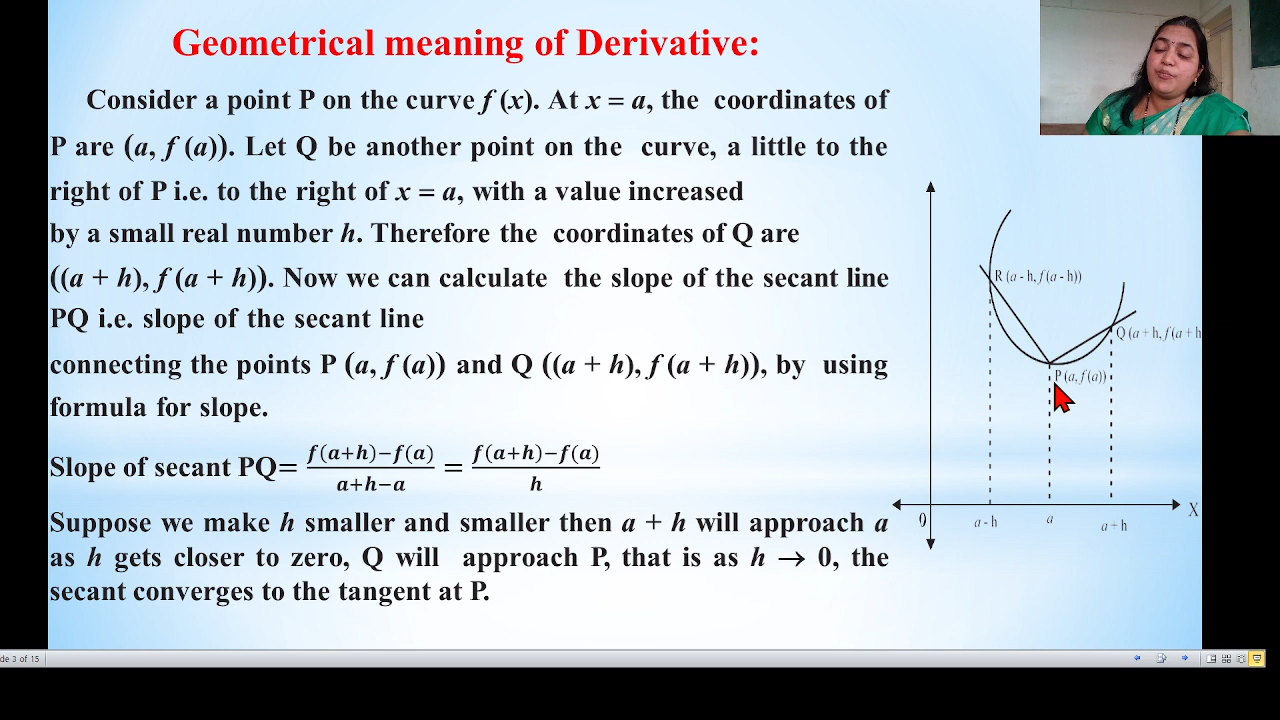 Geometrical meaning of Derivative:
Consider a point P on the curve f (x). At x = a, the coordinates of
P are (a, f (a)). Let Q be another point on the curve, a little to the
right of P i.e. to the right of x = a, with a value increased
by a small real number h. Therefore the coordinates of Q are
((a + h), f (a + h)). Now we can calculate the slope of the secant line
PQ i.e. slope of the secant line
connecting the points P (a, f (a)) and Q ((a + h), f (a + h)), by using
formula for slope.
Slope of secant PQ= f(a+h)−f(a) / a+h−a = f(a+h)−f(a) / h
Suppose we make h smaller and smaller then a + h will approach a
as h gets closer to zero, Q will approach P, that is as h → 0, the
secant converges to the tangent at P.
R (a - h, f(a - h))
Q (a + h, f(a + h
P (a, f(a))
0
a - h
a
a + h
X
de 3 of 15